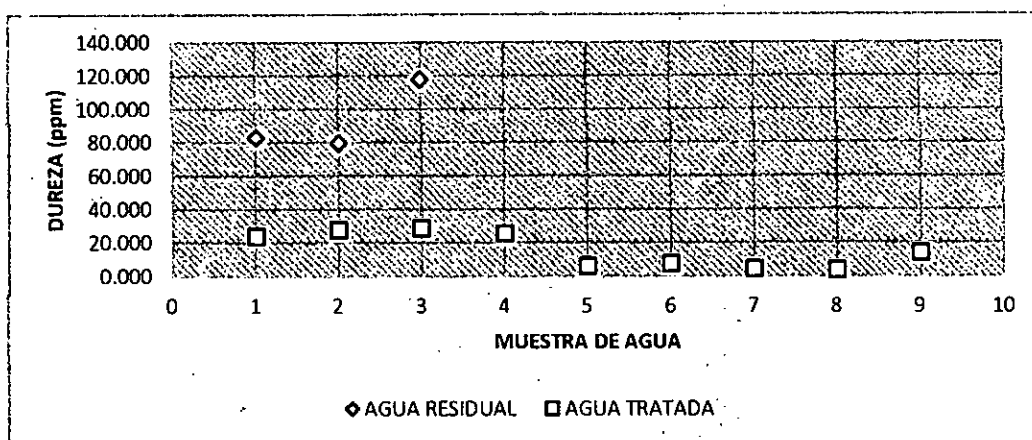 140.000
120.000
100.000
80.000
60.000
40.000
20.000
0.000
DUREZA (ppm)
0 1 2 3 4 5 6 7 8 9 10
MUESTRA DE AGUA
AGUA RESIDUAL AGUA TRATADA